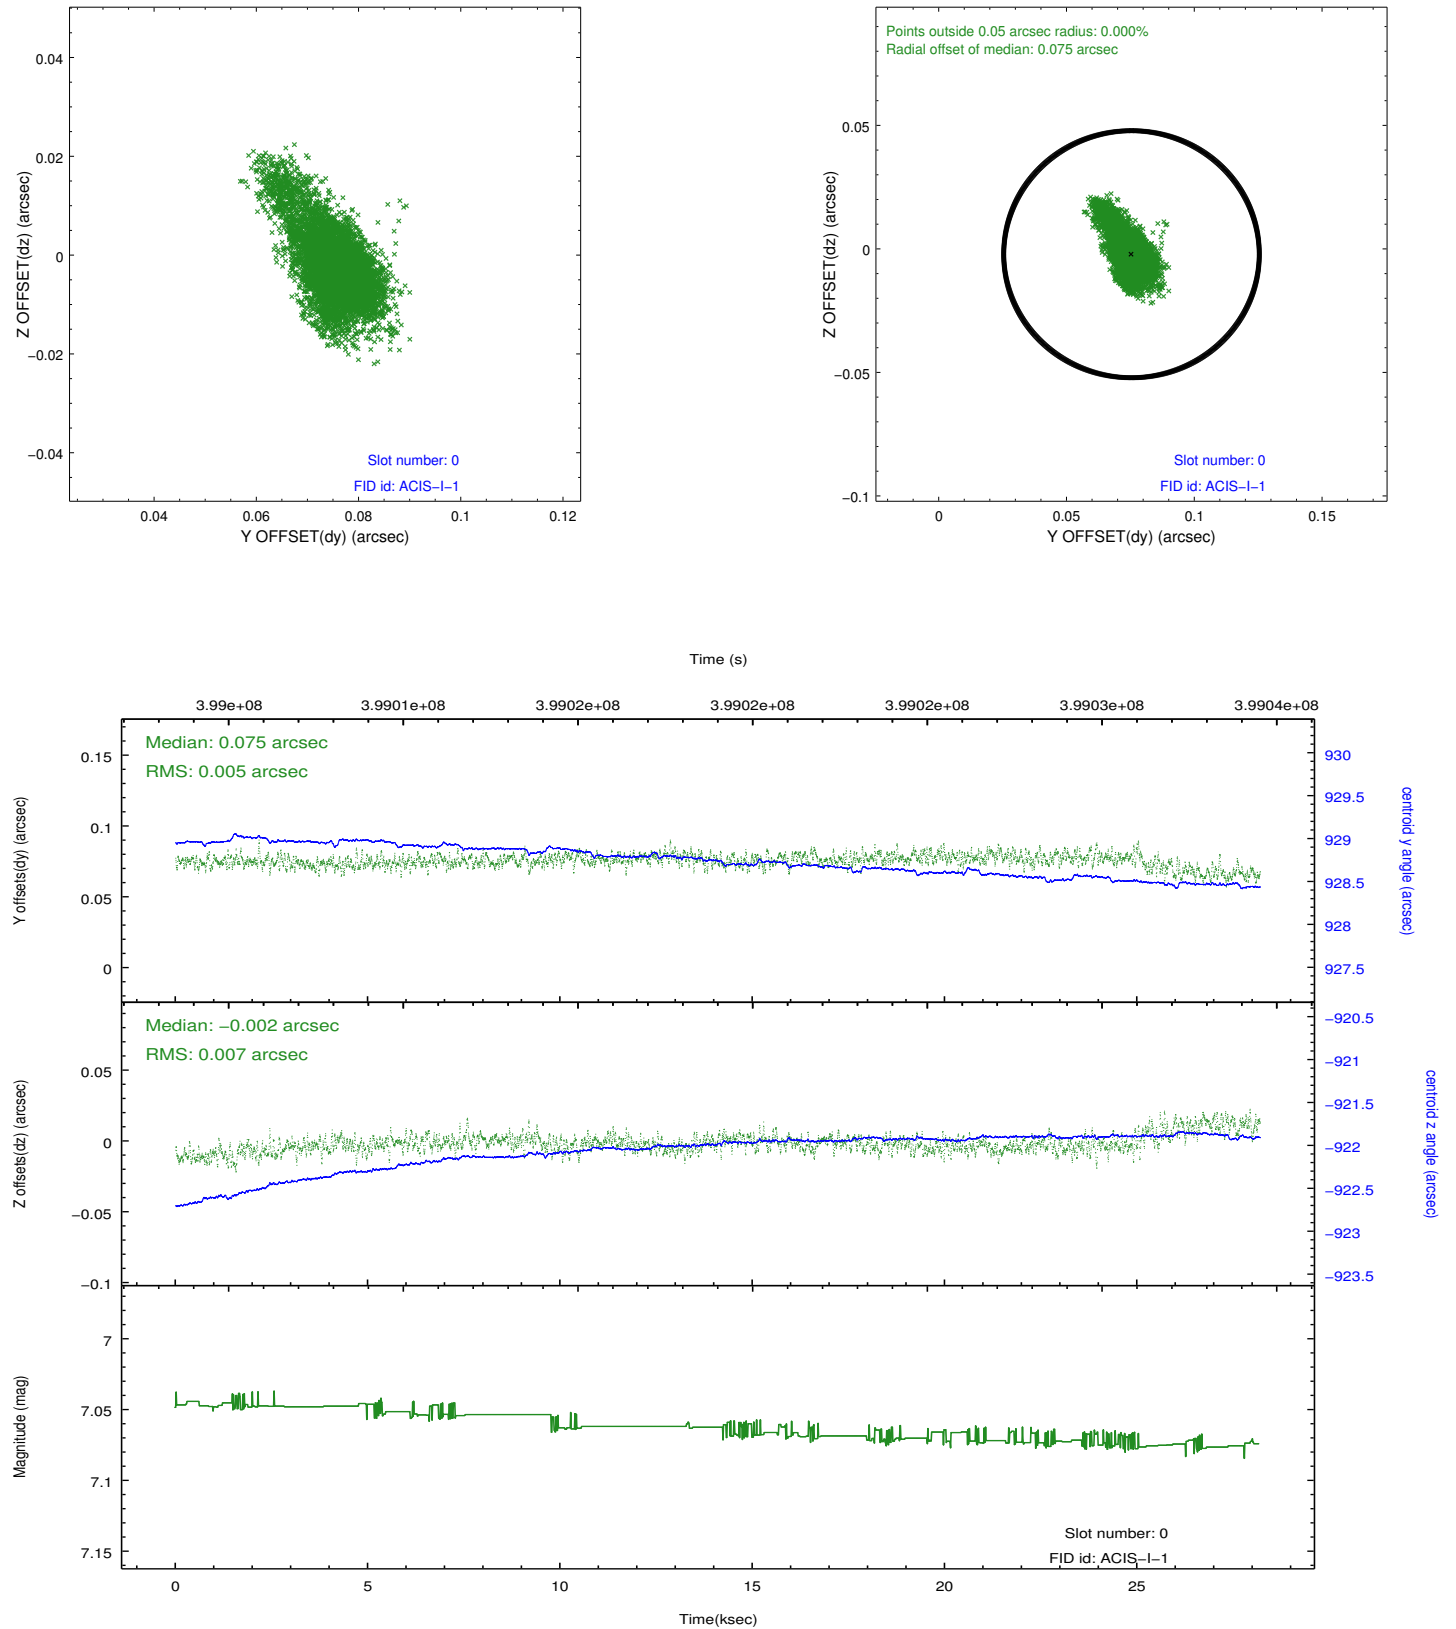 0.04
0.02
0
−0.02
−0.04
Z OFFSET(dz) (arcsec)
Slot number: 0
FID id: ACIS−I−1
0.04 0.06 0.08 0.1 0.12
Y OFFSET(dy) (arcsec)
Points outside 0.05 arcsec radius: 0.000%
Radial offset of median: 0.075 arcsec
0.05
0
−0.05
−0.1
Z OFFSET(dz) (arcsec)
Slot number: 0
FID id: ACIS−I−1
0 0.05 0.1 0.15
Y OFFSET(dy) (arcsec)
Time (s)
3.99e+08 3.9901e+08 3.9902e+08 3.9902e+08 3.9902e+08 3.9903e+08 3.9904e+08
Median: 0.075 arcsec
RMS: 0.005 arcsec
0.15
0.1
0.05
0
Y offsets(dy) (arcsec)
930
929.5
929
928.5
928
927.5
centroid y angle (arcsec)
Median: −0.002 arcsec
RMS: 0.007 arcsec
0.05
0
−0.05
−0.1
Z offsets(dz) (arcsec)
−920.5
−921
−921.5
−922
−922.5
−923
−923.5
centroid z angle (arcsec)
7
7.05
7.1
7.15
Magnitude (mag)
Slot number: 0
FID id: ACIS−I−1
0 5 10 15 20 25
Time(ksec)